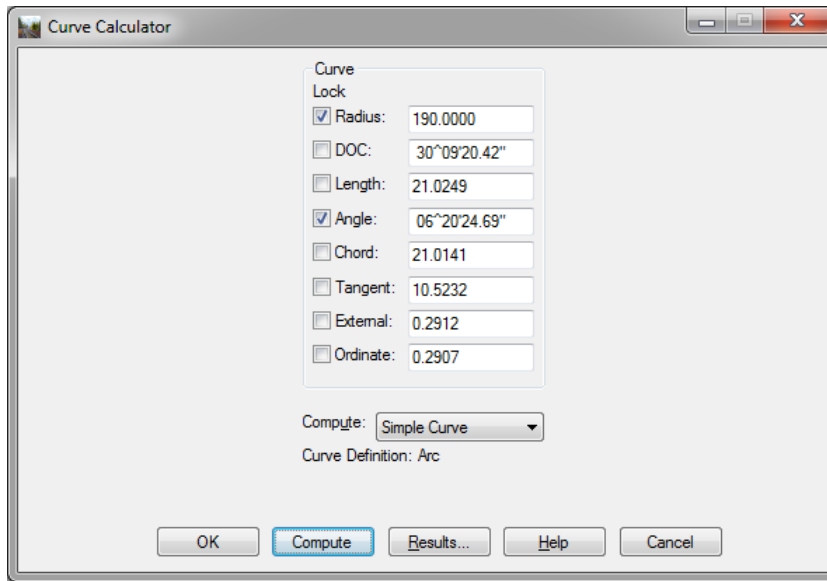 Curve Calculator
Curve
Lock
Radius: 190.0000
DOC: 30^09'20.42"
Length: 21.0249
Angle: 06^20'24.69"
Chord: 21.0141
Tangent: 10.5232
External: 0.2912
Ordinate: 0.2907
Compute: Simple Curve
Curve Definition: Arc
OK Compute Results... Help Cancel